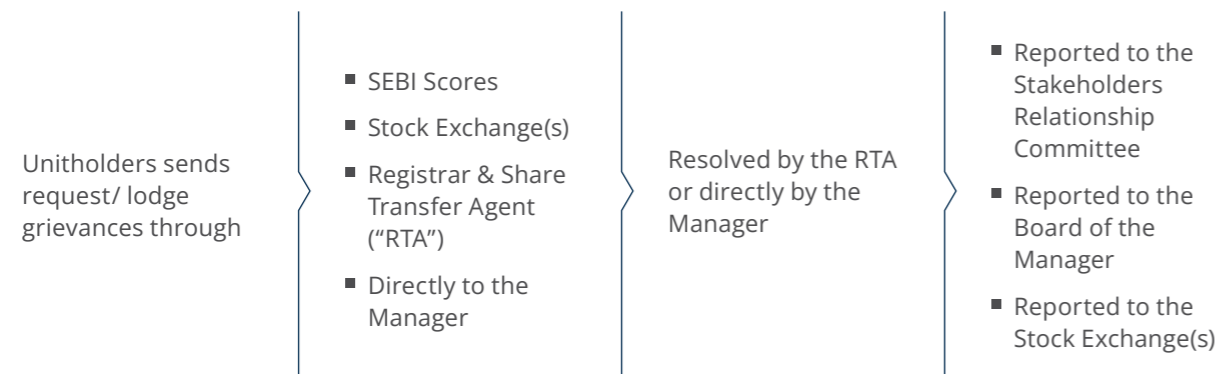 Unitholders sends
request/ lodge
grievances through
■ SEBI Scores
■ Stock Exchange(s)
■ Registrar & Share
Transfer Agent
(“RTA”)
■ Directly to the
Manager
Resolved by the RTA
or directly by the
Manager
■ Reported to the
Stakeholders
Relationship
Committee
■ Reported to the
Board of the
Manager
■ Reported to the
Stock Exchange(s)